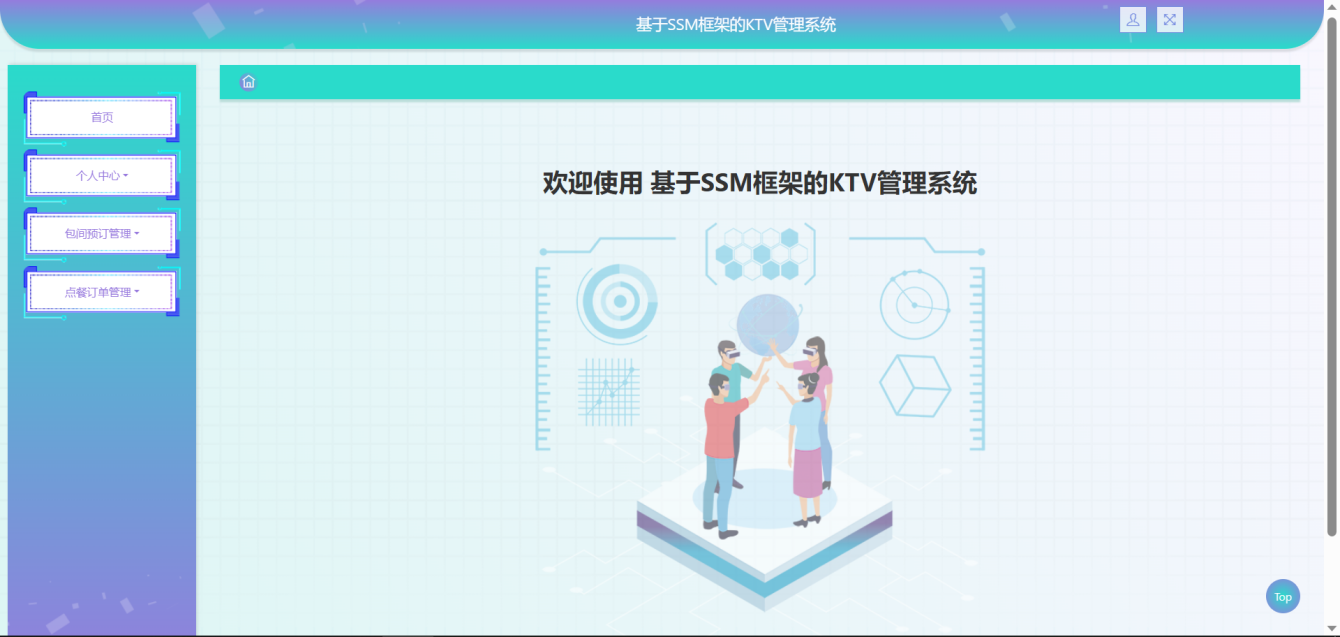 基于SSM框架的KTV管理系统
首页
个人中心
包间预订管理
点餐订单管理
欢迎使用 基于SSM框架的KTV管理系统
Top